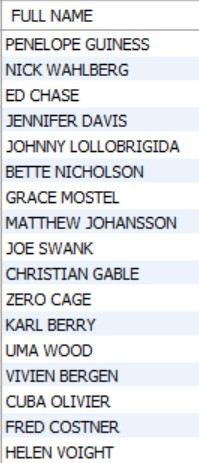 FULL NAME
PENELOPE GUINESS
NICK WAHLBERG
ED CHASE
JENNIFER DAVIS
JOHNNY LOLLOBRIGIDA
BETTE NICHOLSON
GRACE MOSTEL
MATTHEW JOHANSSON
JOE SWANK
CHRISTIAN GABLE
ZERO CAGE
KARL BERRY
UMA WOOD
VIVIEN BERGEN
CUBA OLIVIER
FRED COSTNER
HELEN VOIGHT